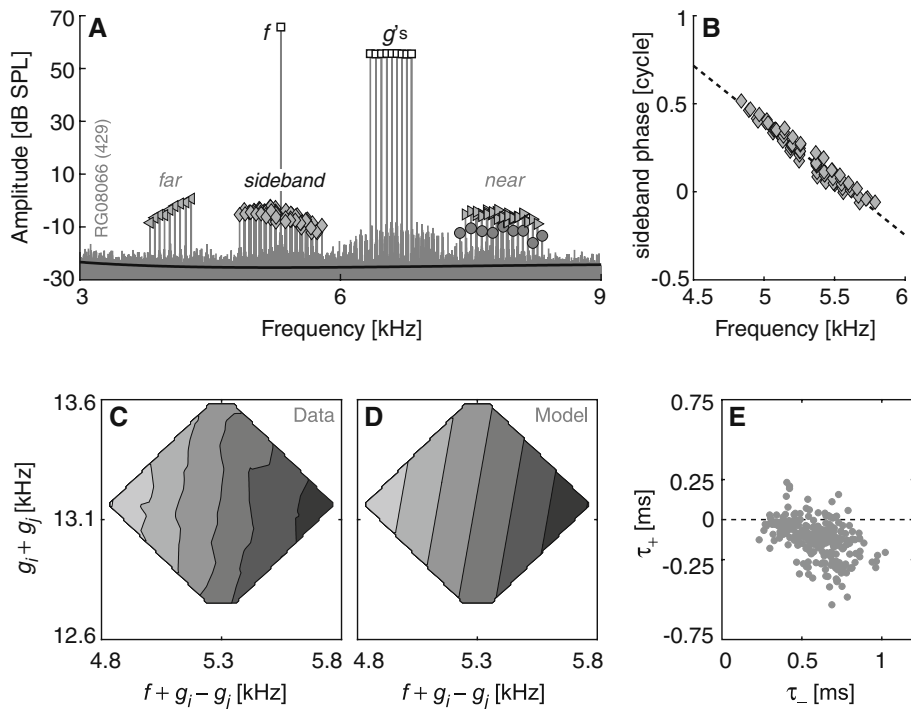 A
70
50
30
10
-10
-30
Amplitude [dB SPL]
RG08066 (429)
f
g's
far
sideband
near
3
6
9
Frequency [kHz]
B
1
0.5
0
-0.5
sideband phase [cycle]
4.5
5
5.5
6
Frequency [kHz]
C
Data
13.6
13.1
12.6
gᵢ + gⱼ [kHz]
4.8
5.3
5.8
f + gᵢ – gⱼ [kHz]
D
Model
4.8
5.3
5.8
f + gᵢ – gⱼ [kHz]
E
0.75
0.25
0
-0.25
-0.75
τ₊ [ms]
0
0.5
1
τ₋ [ms]